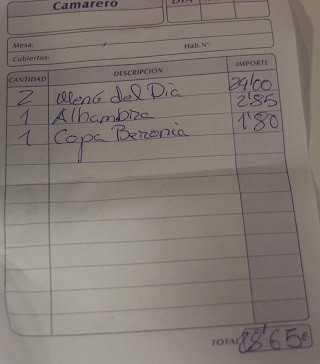 Camarero
Mesa: / Hab. Nº:
Cubiertos:
CANTIDAD DESCRIPCIÓN IMPORTE
2 Menú del Día 24'00
1 Alhambra 2'85
1 Copa Beronia 1'80
TOTAL 28'65€